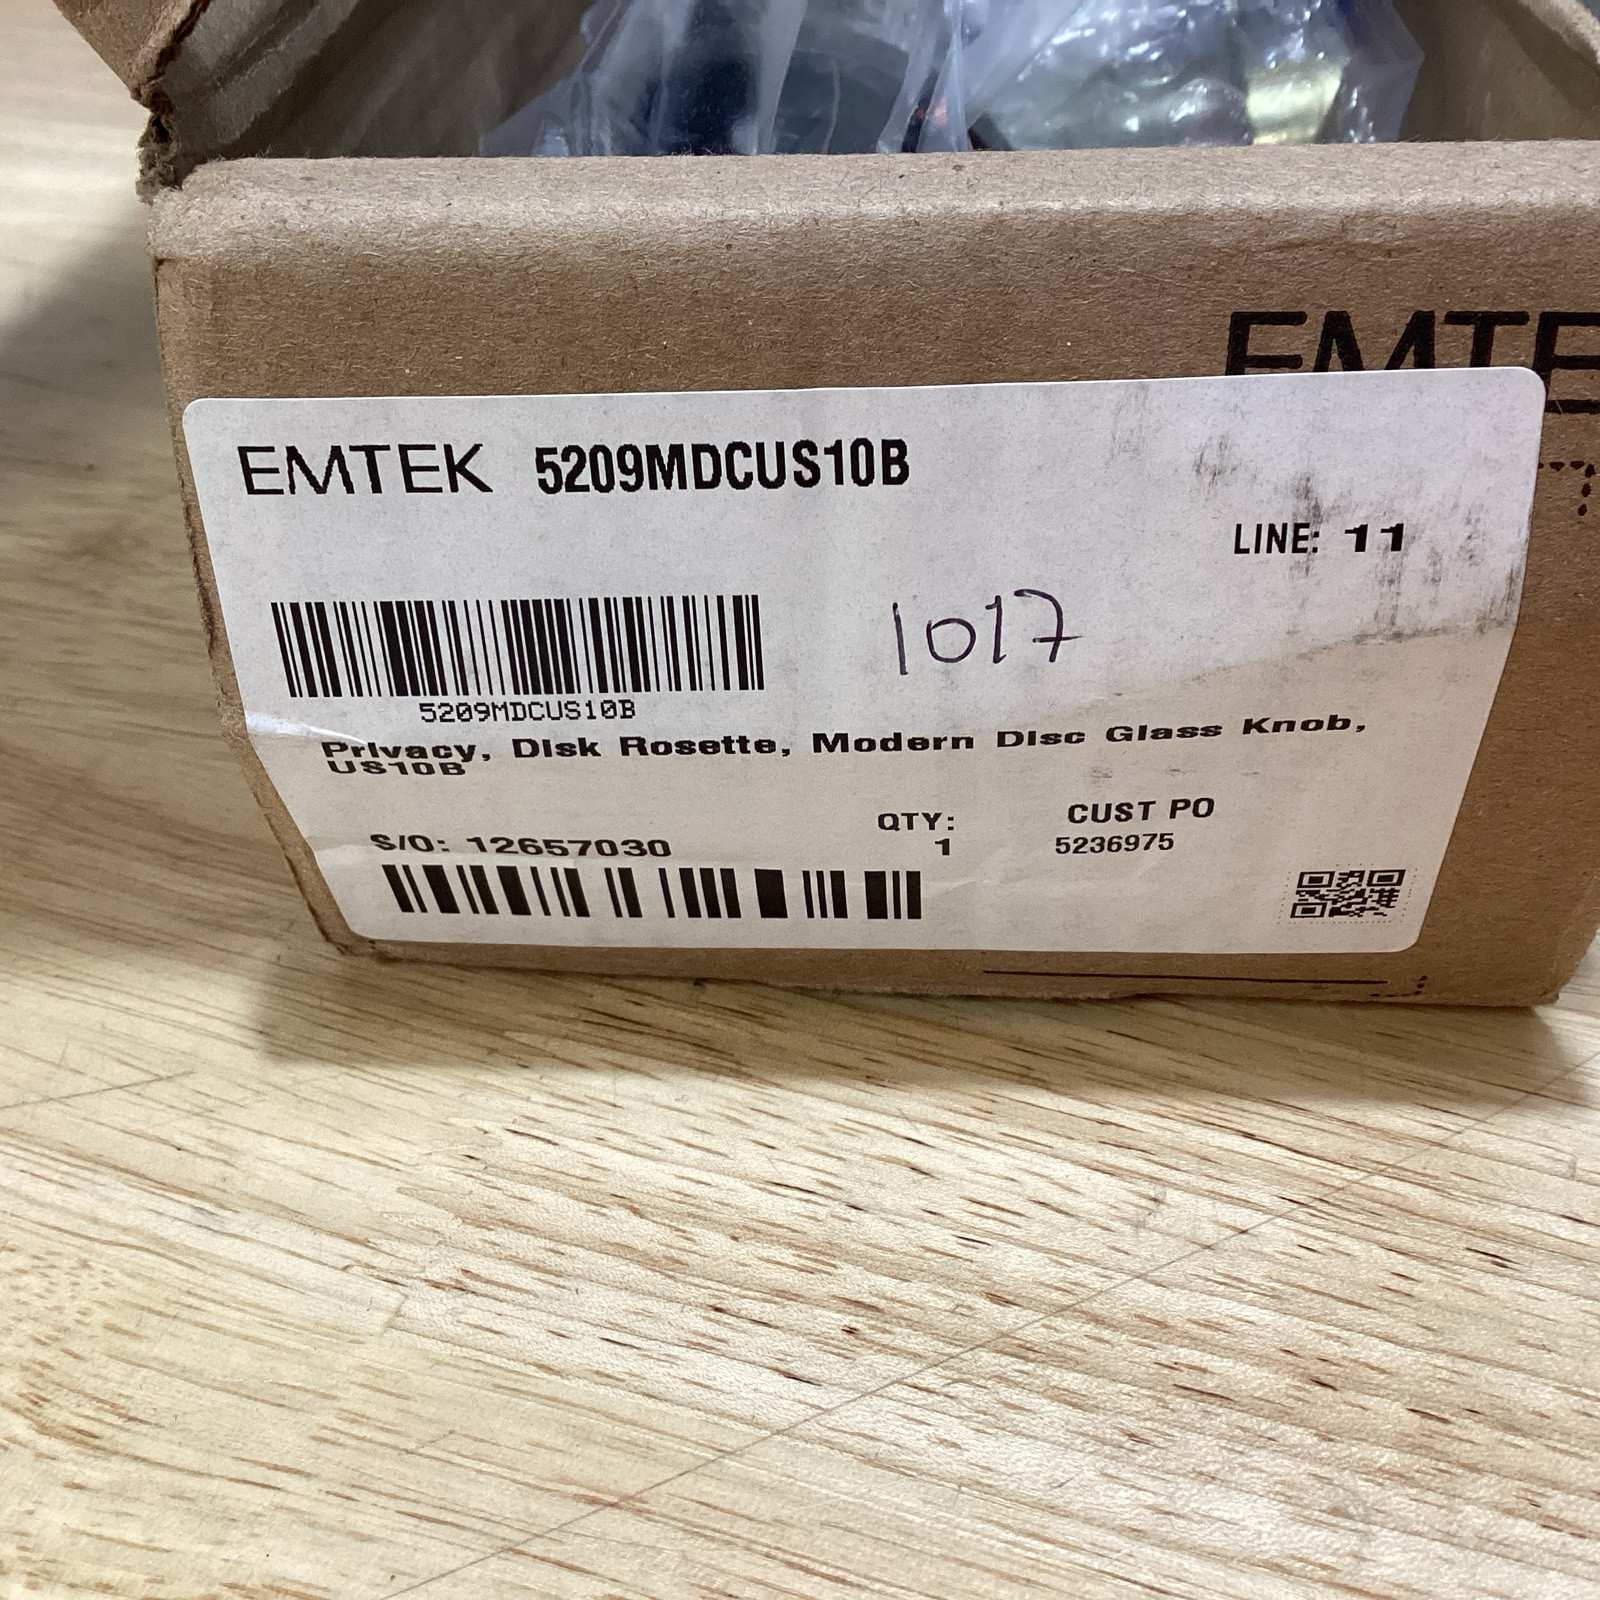 EMTEK
EMTEK 5209MDCUS10B
LINE: 11
1017
5209MDCUS10B
Privacy, Disk Rosette, Modern Disc Glass Knob,
US10B
QTY: CUST PO
S/O: 12657030 1 5236975